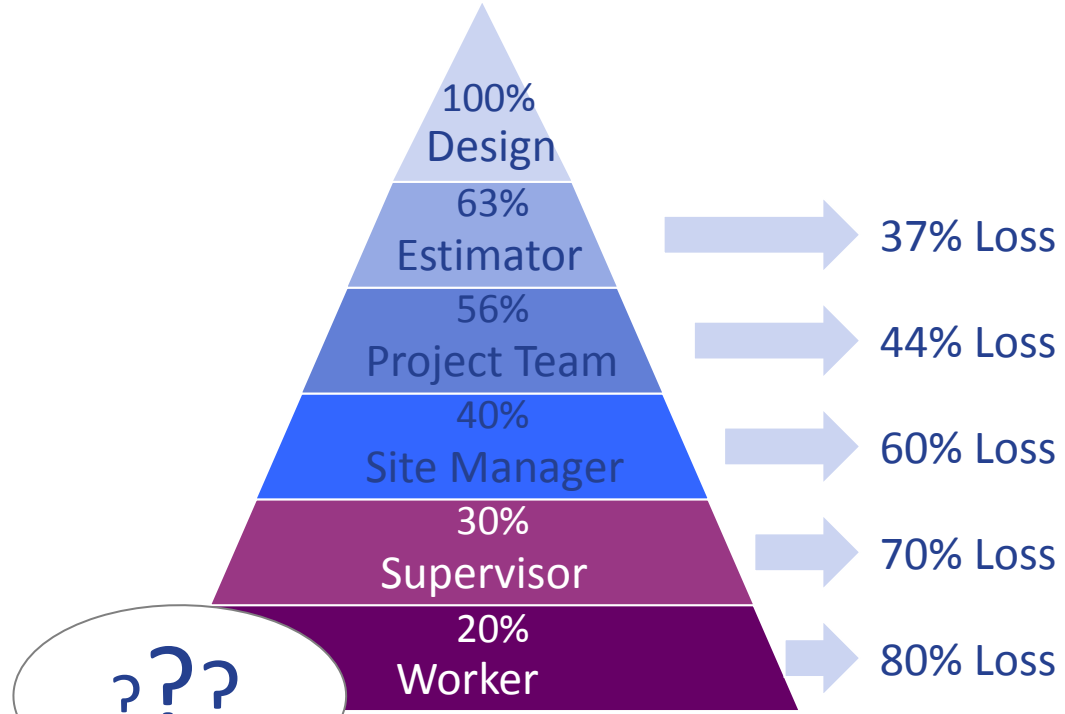 100%
Design
63%
Estimator
37% Loss
56%
Project Team
44% Loss
40%
Site Manager
60% Loss
30%
Supervisor
70% Loss
20%
Worker
80% Loss
???